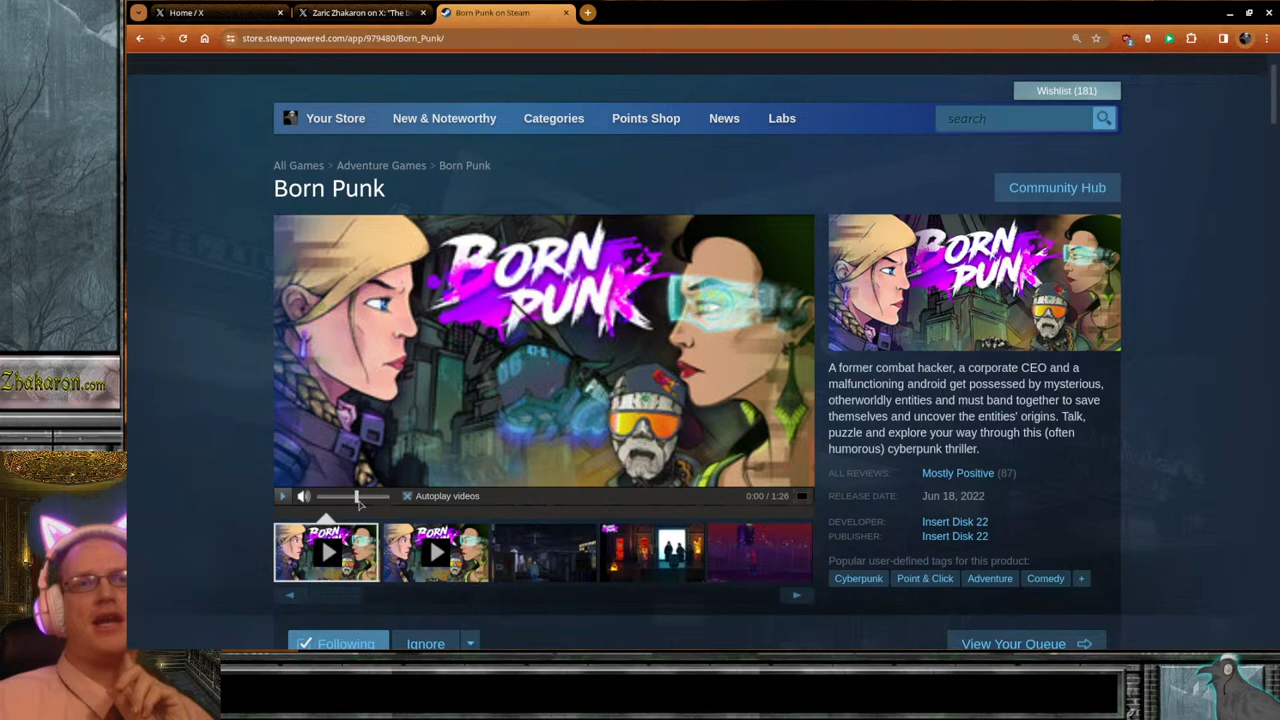 Home / X
Zaric Zhakaron on X: "The b
Born Punk on Steam
store.steampowered.com/app/979480/Born_Punk/
Wishlist (181)
Your Store New & Noteworthy Categories Points Shop News Labs search
All Games > Adventure Games > Born Punk
Born Punk
Community Hub
BORN PUNK
BORN PUNK
A former combat hacker, a corporate CEO and a
malfunctioning android get possessed by mysterious,
otherworldly entities and must band together to save
themselves and uncover the entities' origins. Talk,
puzzle and explore your way through this (often
humorous) cyberpunk thriller.
ALL REVIEWS: Mostly Positive (87)
RELEASE DATE: Jun 18, 2022
DEVELOPER: Insert Disk 22
PUBLISHER: Insert Disk 22
Popular user-defined tags for this product:
Cyberpunk Point & Click Adventure Comedy +
Autoplay videos 0:00 / 1:26
BORN PUNK
BORN PUNK
Following Ignore View Your Queue
Zhakaron.com